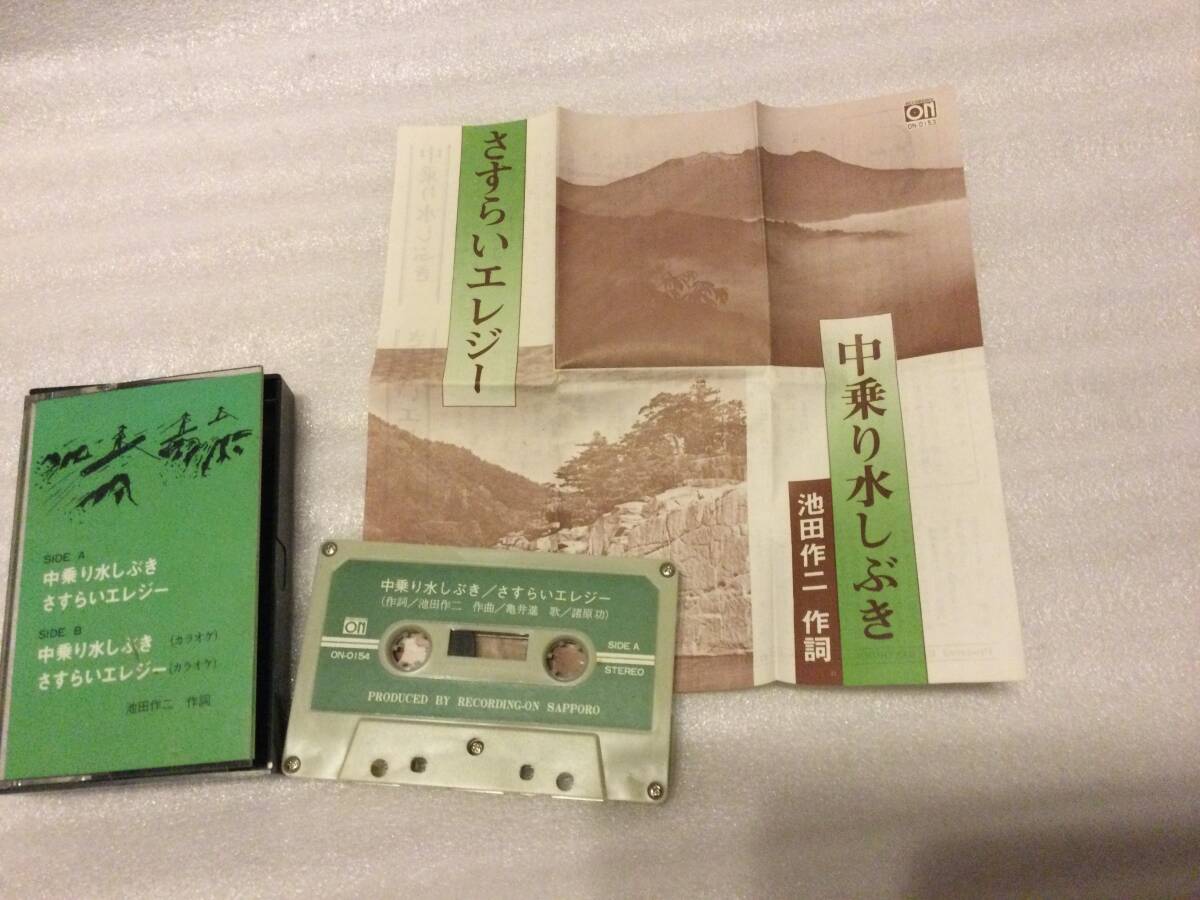 さすらいエレジー
ON
ON-0153
中乗り水しぶき
池田作二 作詞
SIDE A
中乗り水しぶき
さすらいエレジー
SIDE B
中乗り水しぶき (カラオケ)
さすらいエレジー (カラオケ)
池田作二 作詞
中乗り水しぶき/さすらいエレジー
(作詞/池田作二 作曲/亀井進 歌/諸原功)
ON
ON-0154
SIDE A
STEREO
PRODUCED BY RECORDING-ON SAPPORO